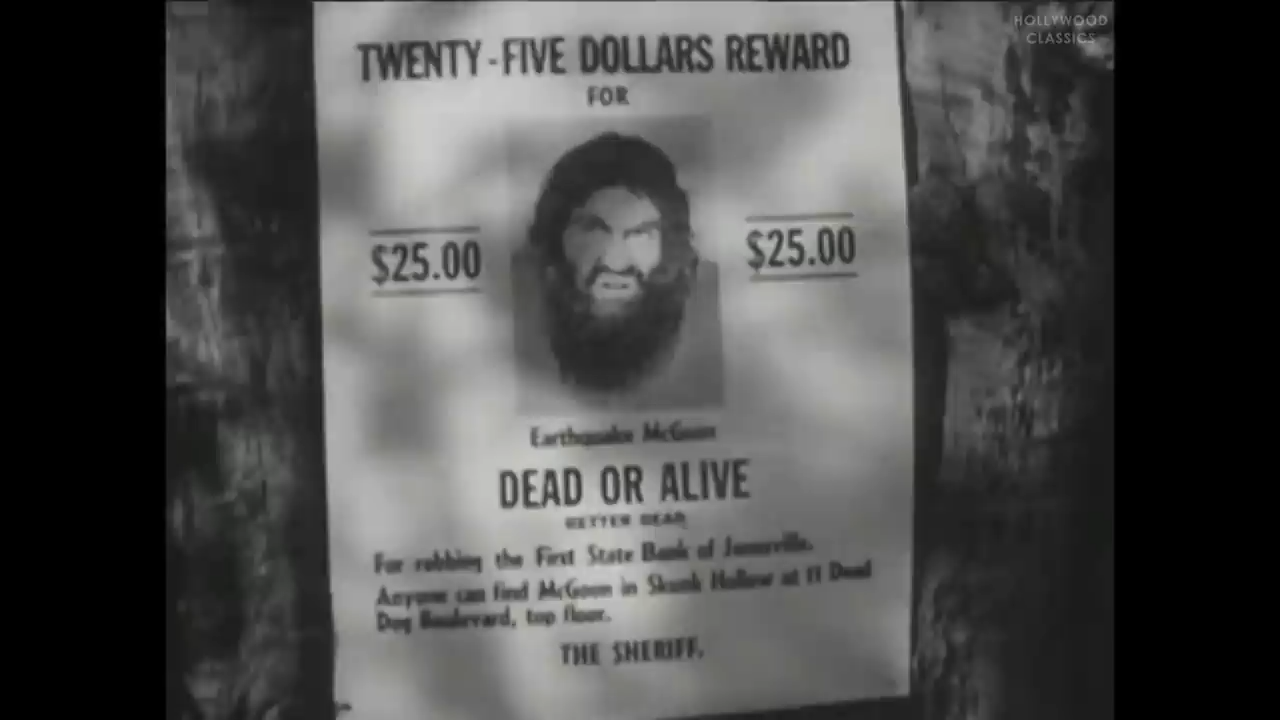 HOLLYWOOD
CLASSICS
TWENTY-FIVE DOLLARS REWARD
FOR
$25.00
$25.00
Earthquake McGoon
DEAD OR ALIVE
BETTER DEAD
For robbing the First State Bank of Jonesville.
Anyone can find McGoon in Skunk Hollow at 11 Dead
Dog Boulevard, top floor.
THE SHERIFF.